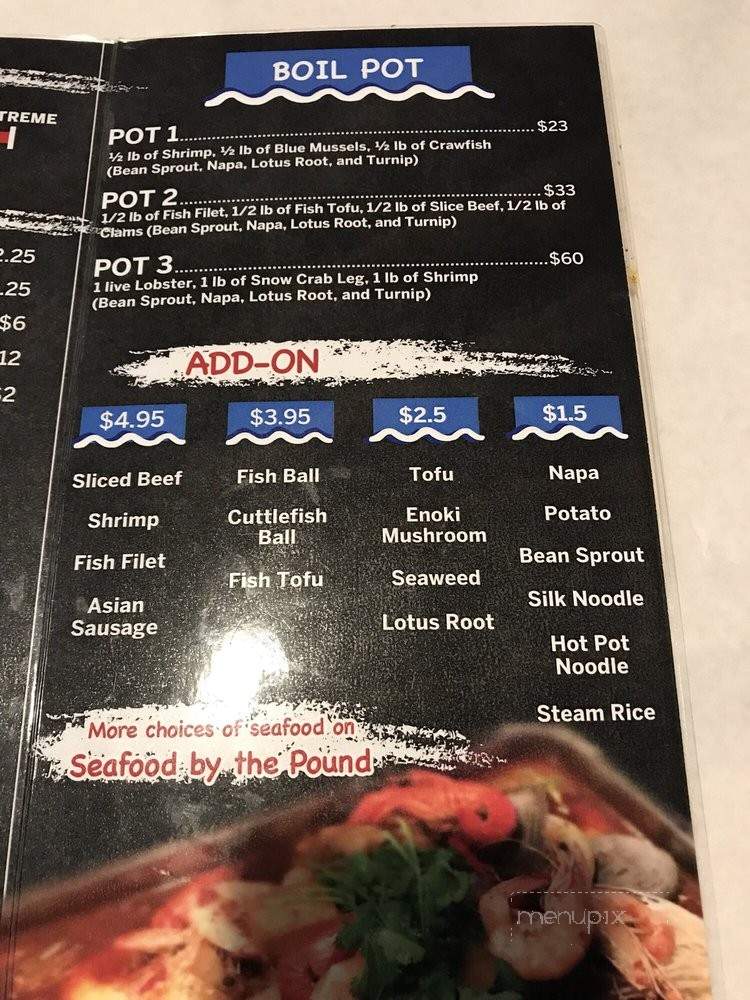 TREME
2.25
.25
$6
12
BOIL POT
POT 1.......................................................... $23
½ lb of Shrimp, ½ lb of Blue Mussels, ½ lb of Crawfish
(Bean Sprout, Napa, Lotus Root, and Turnip)
POT 2.......................................................... $33
1/2 lb of Fish Filet, 1/2 lb of Fish Tofu, 1/2 lb of Slice Beef, 1/2 lb of
Clams (Bean Sprout, Napa, Lotus Root, and Turnip)
POT 3.......................................................... $60
1 live Lobster, 1 lb of Snow Crab Leg, 1 lb of Shrimp
(Bean Sprout, Napa, Lotus Root, and Turnip)
ADD-ON
$4.95
Sliced Beef
Shrimp
Fish Filet
Asian
Sausage
$3.95
Fish Ball
Cuttlefish
Ball
Fish Tofu
$2.5
Tofu
Enoki
Mushroom
Seaweed
Lotus Root
$1.5
Napa
Potato
Bean Sprout
Silk Noodle
Hot Pot
Noodle
Steam Rice
More choices of seafood on
Seafood by the Pound
menupix